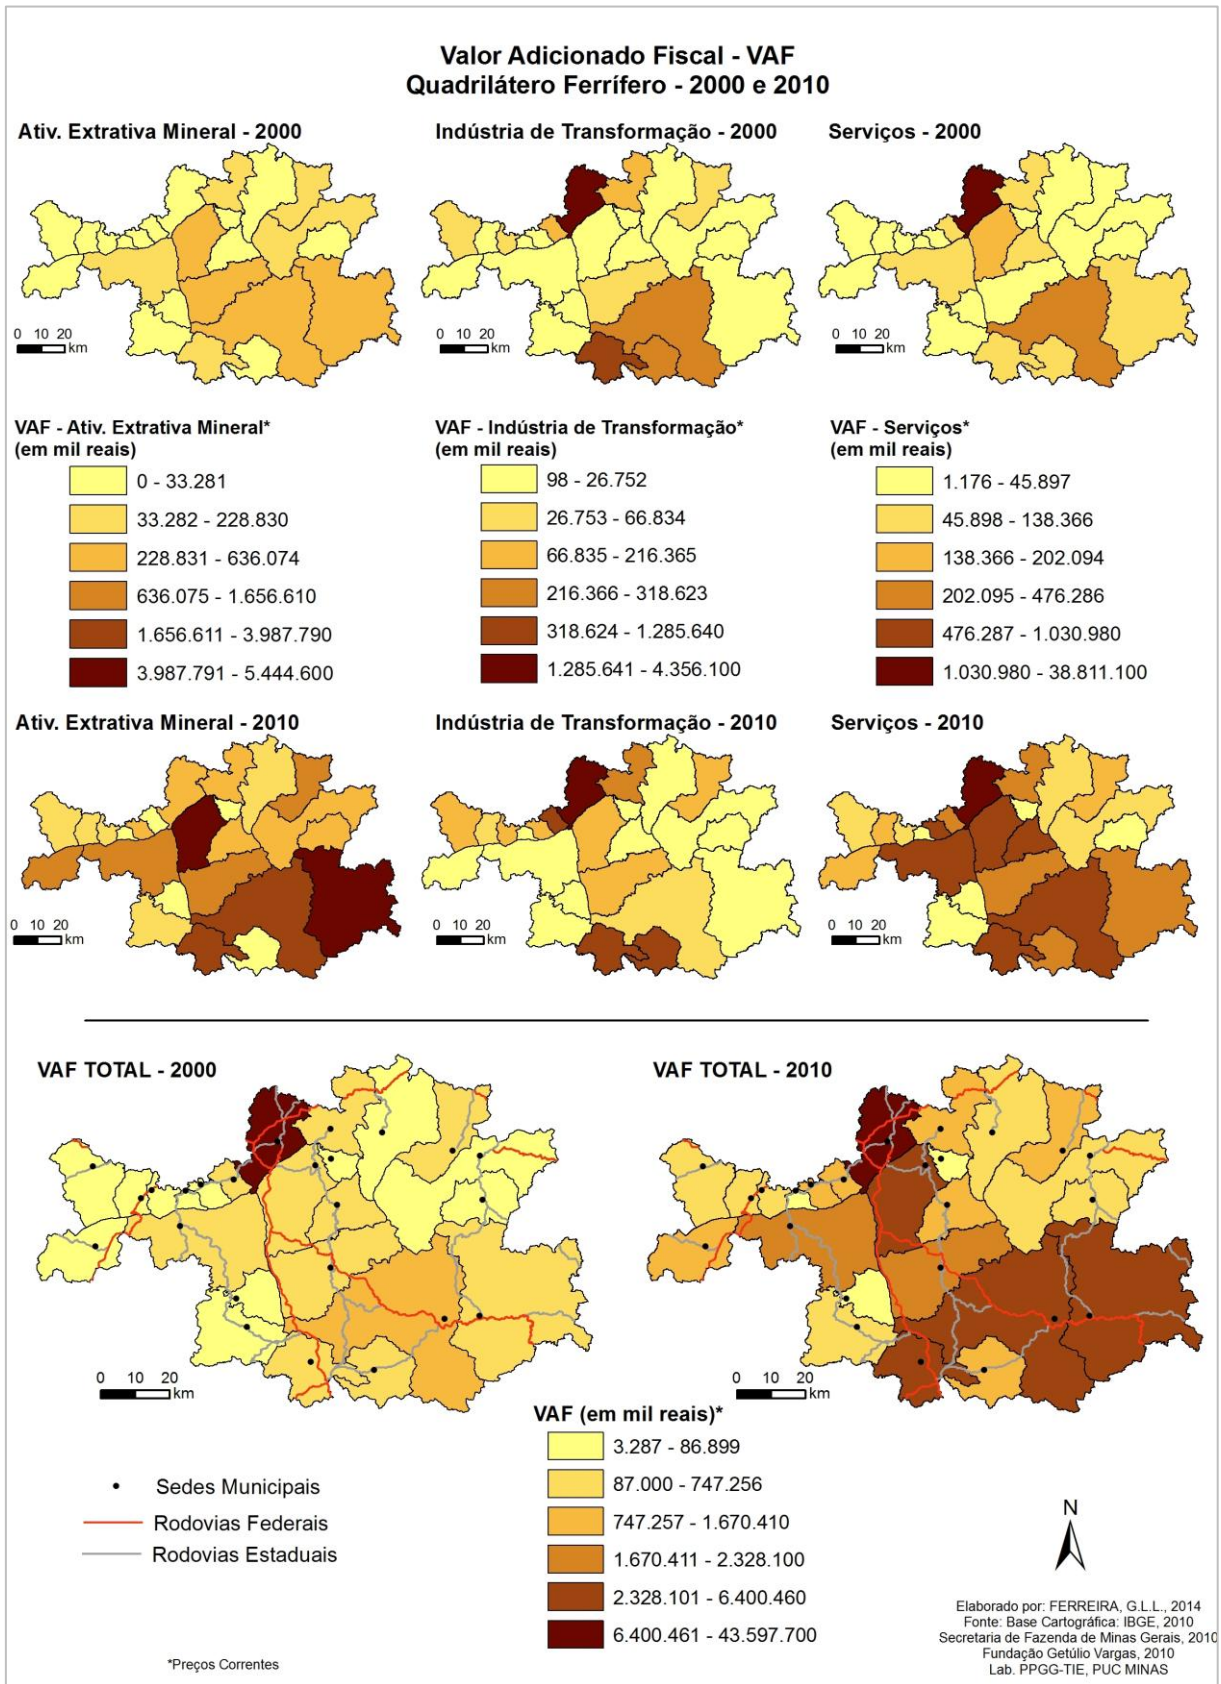 Valor Adicionado Fiscal - VAF
Quadrilátero Ferrífero - 2000 e 2010
Ativ. Extrativa Mineral - 2000
Indústria de Transformação - 2000
Serviços - 2000
0 10 20
km
0 10 20
km
0 10 20
km
VAF - Ativ. Extrativa Mineral*
(em mil reais)
0 - 33.281
33.282 - 228.830
228.831 - 636.074
636.075 - 1.656.610
1.656.611 - 3.987.790
3.987.791 - 5.444.600
VAF - Indústria de Transformação*
(em mil reais)
98 - 26.752
26.753 - 66.834
66.835 - 216.365
216.366 - 318.623
318.624 - 1.285.640
1.285.641 - 4.356.100
VAF - Serviços*
(em mil reais)
1.176 - 45.897
45.898 - 138.366
138.366 - 202.094
202.095 - 476.286
476.287 - 1.030.980
1.030.980 - 38.811.100
Ativ. Extrativa Mineral - 2010
Indústria de Transformação - 2010
Serviços - 2010
0 10 20
km
0 10 20
km
0 10 20
km
VAF TOTAL - 2000
VAF TOTAL - 2010
0 10 20
km
0 10 20
km
VAF (em mil reais)*
3.287 - 86.899
87.000 - 747.256
747.257 - 1.670.410
1.670.411 - 2.328.100
2.328.101 - 6.400.460
6.400.461 - 43.597.700
Sedes Municipais
Rodovias Federais
Rodovias Estaduais
*Preços Correntes
N
Elaborado por: FERREIRA, G.L.L., 2014
Fonte: Base Cartográfica: IBGE, 2010
Secretaria de Fazenda de Minas Gerais, 2010
Fundação Getúlio Vargas, 2010
Lab. PPGG-TIE, PUC MINAS